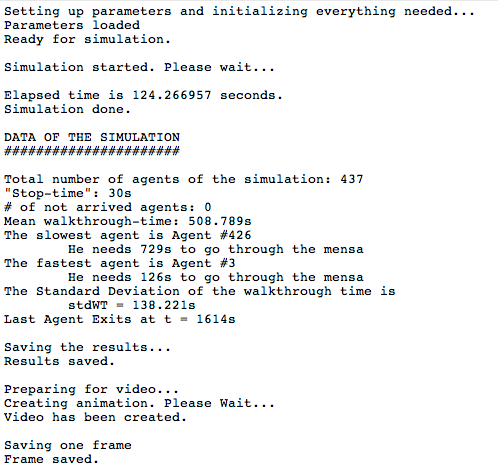 Setting up parameters and initializing everything needed...
Parameters loaded
Ready for simulation.
Simulation started. Please wait...
Elapsed time is 124.266957 seconds.
Simulation done.
DATA OF THE SIMULATION
######################
Total number of agents of the simulation: 437
"Stop-time": 30s
# of not arrived agents: 0
Mean walkthrough-time: 508.789s
The slowest agent is Agent #426
He needs 729s to go through the mensa
The fastest agent is Agent #3
He needs 126s to go through the mensa
The Standard Deviation of the walkthrough time is
stdWT = 138.221s
Last Agent Exits at t = 1614s
Saving the results...
Results saved.
Preparing for video...
Creating animation. Please Wait...
Video has been created.
Saving one frame
Frame saved.